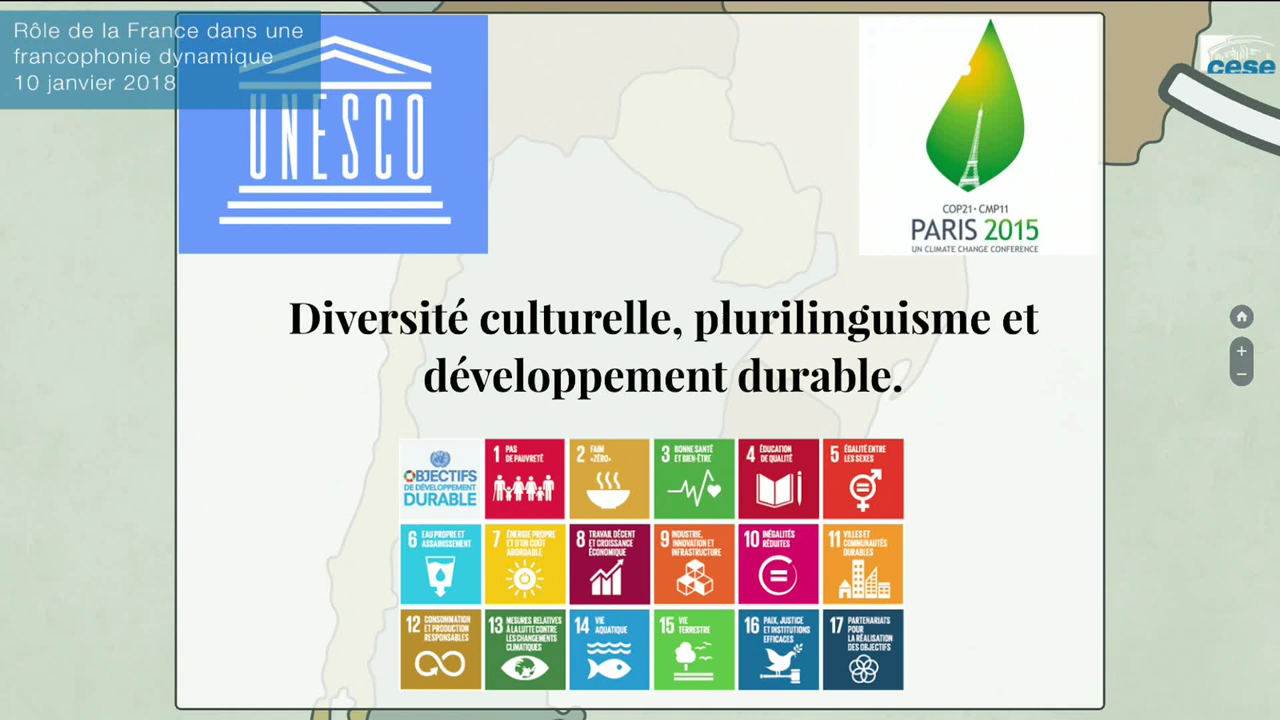 Rôle de la France dans une
francophonie dynamique
10 janvier 2018
UNESCO
COP21 • CMP11
PARIS 2015
UN CLIMATE CHANGE CONFERENCE
cese
Diversité culturelle, plurilinguisme et
développement durable.
OBJECTIFS
DE DÉVELOPPEMENT
DURABLE
1 PAS
DE PAUVRETÉ
2 FAIM
«ZÉRO»
3 BONNE SANTÉ
ET BIEN-ÊTRE
4 ÉDUCATION
DE QUALITÉ
5 ÉGALITÉ ENTRE
LES SEXES
6 EAU PROPRE ET
ASSAINISSEMENT
7 ÉNERGIE PROPRE
ET D'UN COÛT
ABORDABLE
8 TRAVAIL DÉCENT
ET CROISSANCE
ÉCONOMIQUE
9 INDUSTRIE,
INNOVATION ET
INFRASTRUCTURE
10 INÉGALITÉS
RÉDUITES
11 VILLES ET
COMMUNAUTÉS
DURABLES
12 CONSOMMATION
ET PRODUCTION
RESPONSABLES
13 MESURES RELATIVES
À LA LUTTE CONTRE
LES CHANGEMENTS
CLIMATIQUES
14 VIE
AQUATIQUE
15 VIE
TERRESTRE
16 PAIX, JUSTICE
ET INSTITUTIONS
EFFICACES
17 PARTENARIATS
POUR
LA RÉALISATION
DES OBJECTIFS